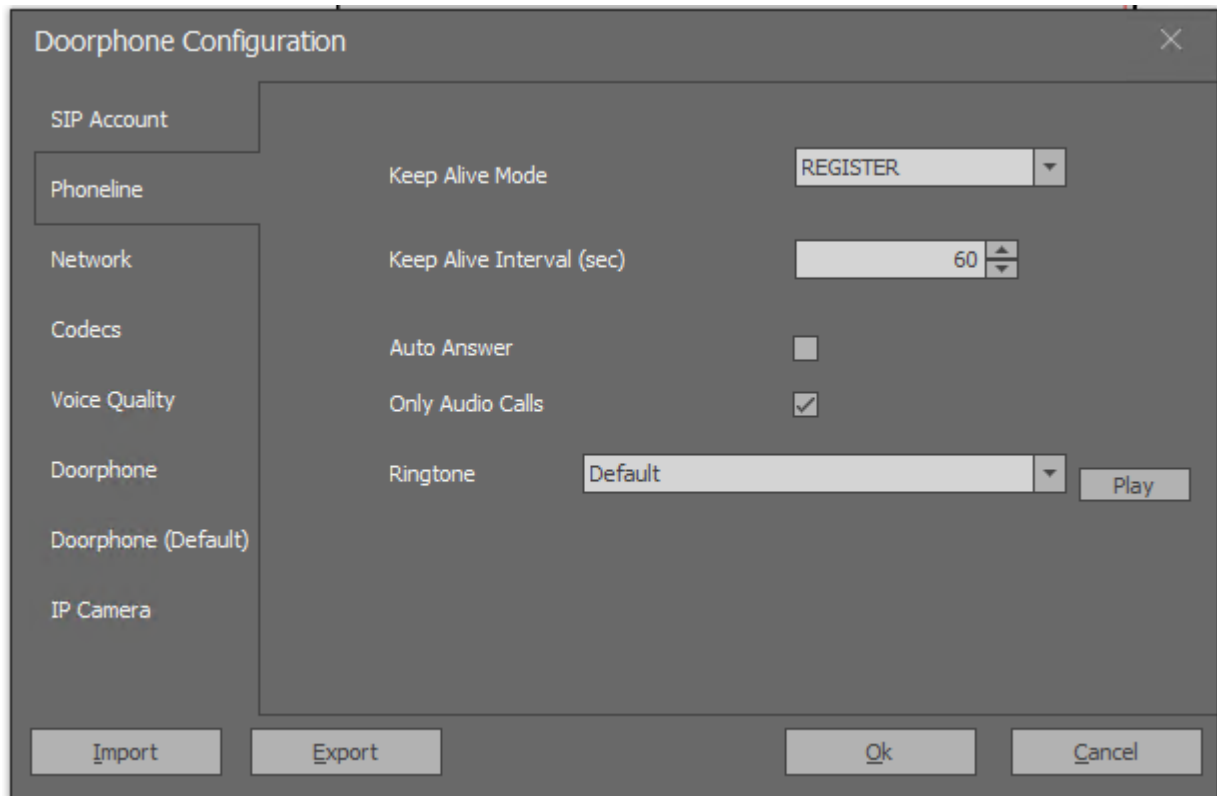 Doorphone Configuration
SIP Account
Phoneline
Network
Codecs
Voice Quality
Doorphone
Doorphone (Default)
IP Camera
Keep Alive Mode REGISTER
Keep Alive Interval (sec) 60
Auto Answer
Only Audio Calls
Ringtone Default Play
Import Export Ok Cancel